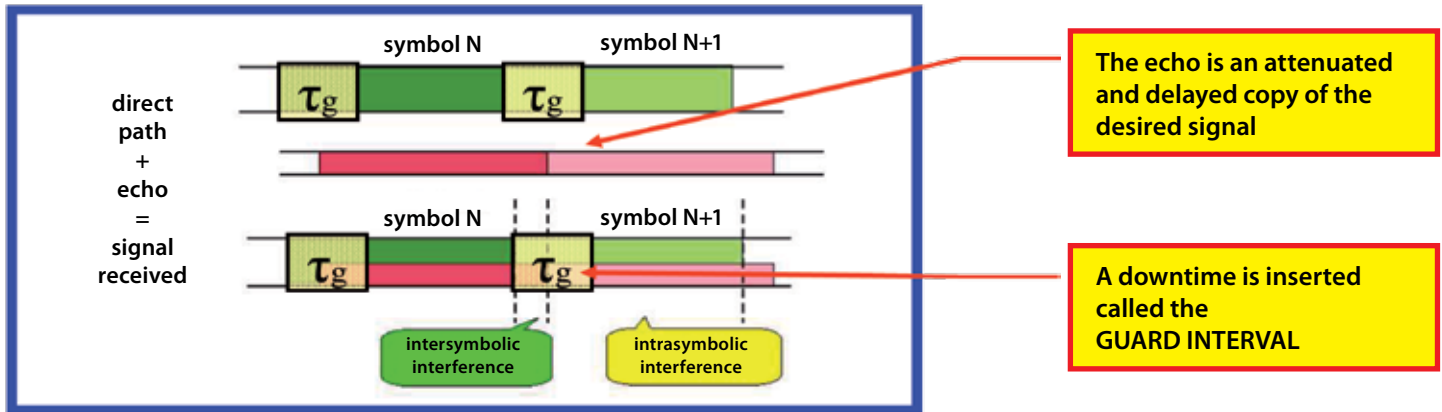 symbol N symbol N+1
direct
path
+
echo
=
signal
received
τg τg
symbol N symbol N+1
τg τg
intersymbolic
interference
intrasymbolic
interference
The echo is an attenuated
and delayed copy of the
desired signal
A downtime is inserted
called the
GUARD INTERVAL